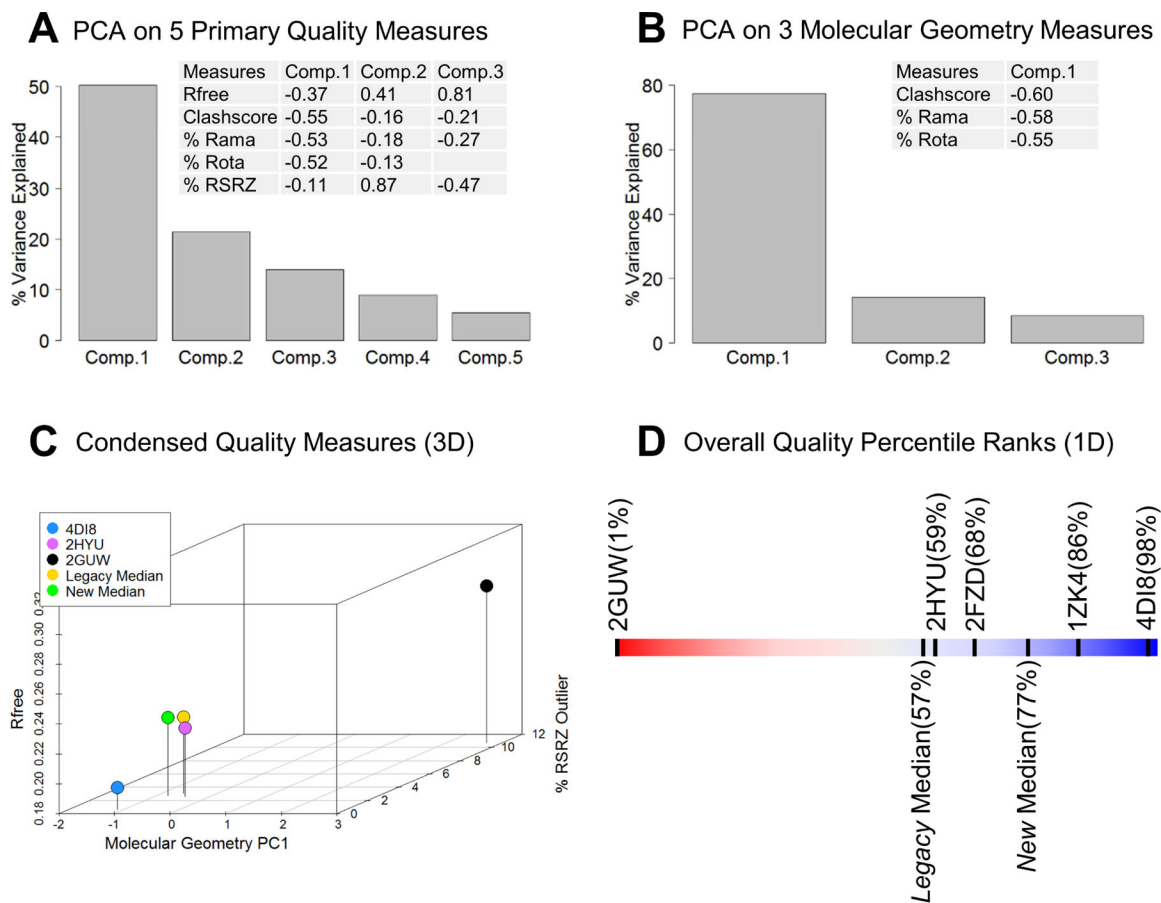 A PCA on 5 Primary Quality Measures
Measures Comp.1 Comp.2 Comp.3
Rfree -0.37 0.41 0.81
Clashscore -0.55 -0.16 -0.21
% Rama -0.53 -0.18 -0.27
% Rota -0.52 -0.13
% RSRZ -0.11 0.87 -0.47
% Variance Explained
50
40
30
20
10
0
Comp.1 Comp.2 Comp.3 Comp.4 Comp.5
B PCA on 3 Molecular Geometry Measures
Measures Comp.1
Clashscore -0.60
% Rama -0.58
% Rota -0.55
% Variance Explained
80
60
40
20
0
Comp.1 Comp.2 Comp.3
C Condensed Quality Measures (3D)
4DI8
2HYU
2GUW
Legacy Median
New Median
Rfree
0.30
0.28
0.26
0.24
0.22
0.20
0.18
-2 -1 0 1 2 3
Molecular Geometry PC1
0 2 4 6 8 10 12
% RSRZ Outlier
D Overall Quality Percentile Ranks (1D)
2GUW(1%)
2HYU(59%)
2FZD(68%)
1ZK4(86%)
4DI8(98%)
Legacy Median(57%)
New Median(77%)